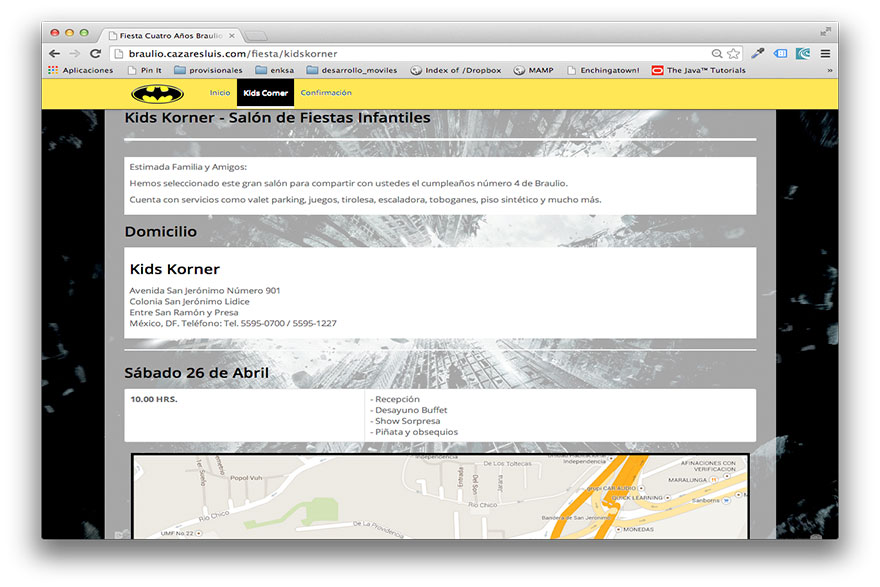 Fiesta Cuatro Años Braulio
braulio.cazaresluis.com/fiesta/kidskorner
Aplicaciones Pin It provisionales enksa desarrollo_moviles Index of /Dropbox MAMP Enchingatown! The Java™ Tutorials »
Inicio Kids Corner Confirmación
Kids Korner - Salón de Fiestas Infantiles
Estimada Familia y Amigos:
Hemos seleccionado este gran salón para compartir con ustedes el cumpleaños número 4 de Braulio.
Cuenta con servicios como valet parking, juegos, tirolesa, escaladora, toboganes, piso sintético y mucho más.
Domicilio
Kids Korner
Avenida San Jerónimo Número 901
Colonia San Jerónimo Lidice
Entre San Ramón y Presa
México, DF. Teléfono: Tel. 5595-0700 / 5595-1227
Sábado 26 de Abril
10.00 HRS.
- Recepción
- Desayuno Buffet
- Show Sorpresa
- Piñata y obsequios
Independencia
De Los Toltecas
Independencia
AFINACIONES CON
VERIFICACION
MARALUNGA
Popol Vuh
grupi CAR AUDIO
QUICK LEARNING
Sanborns
Rio Chico
Rio Chico
Bandera de San Jeronimo
De La Providencia
MONEDAS
UMF No.22